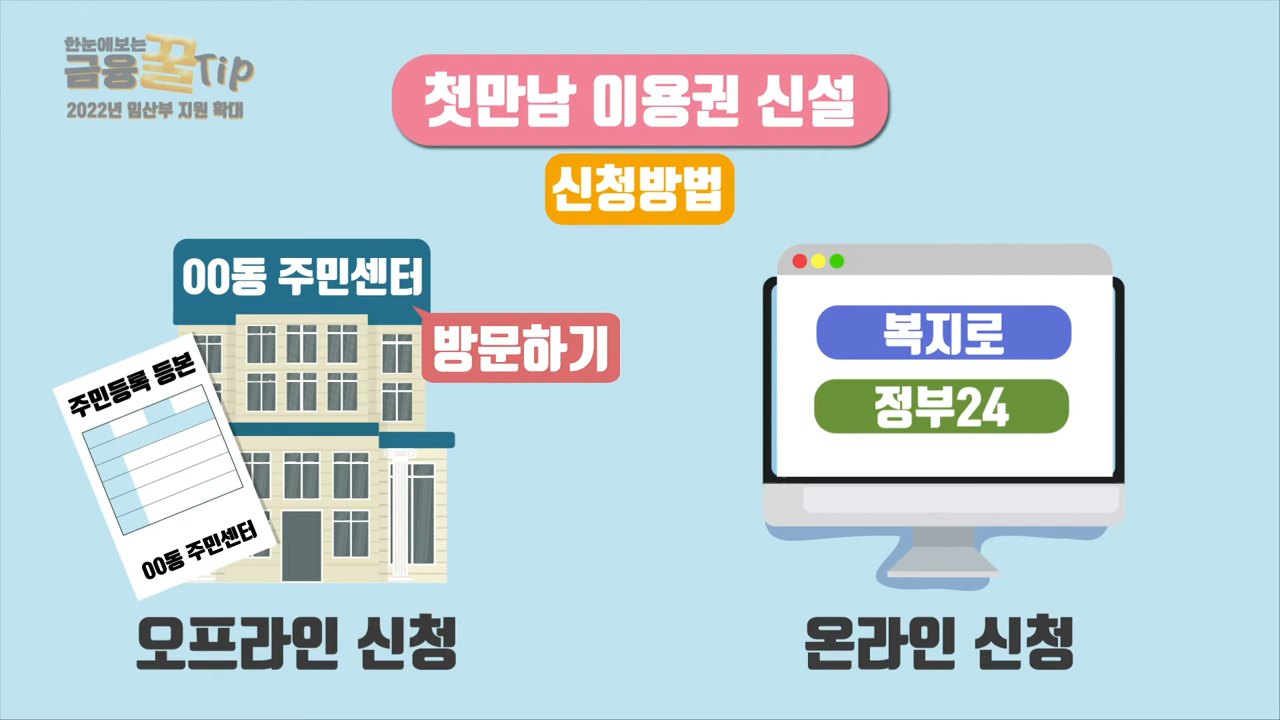 한눈에보는
금융꿀Tip
2022년 임산부 지원 확대
첫만남 이용권 신설
신청방법
00동 주민센터
방문하기
주민등록 등본
00동 주민센터
오프라인 신청
복지로
정부24
온라인 신청